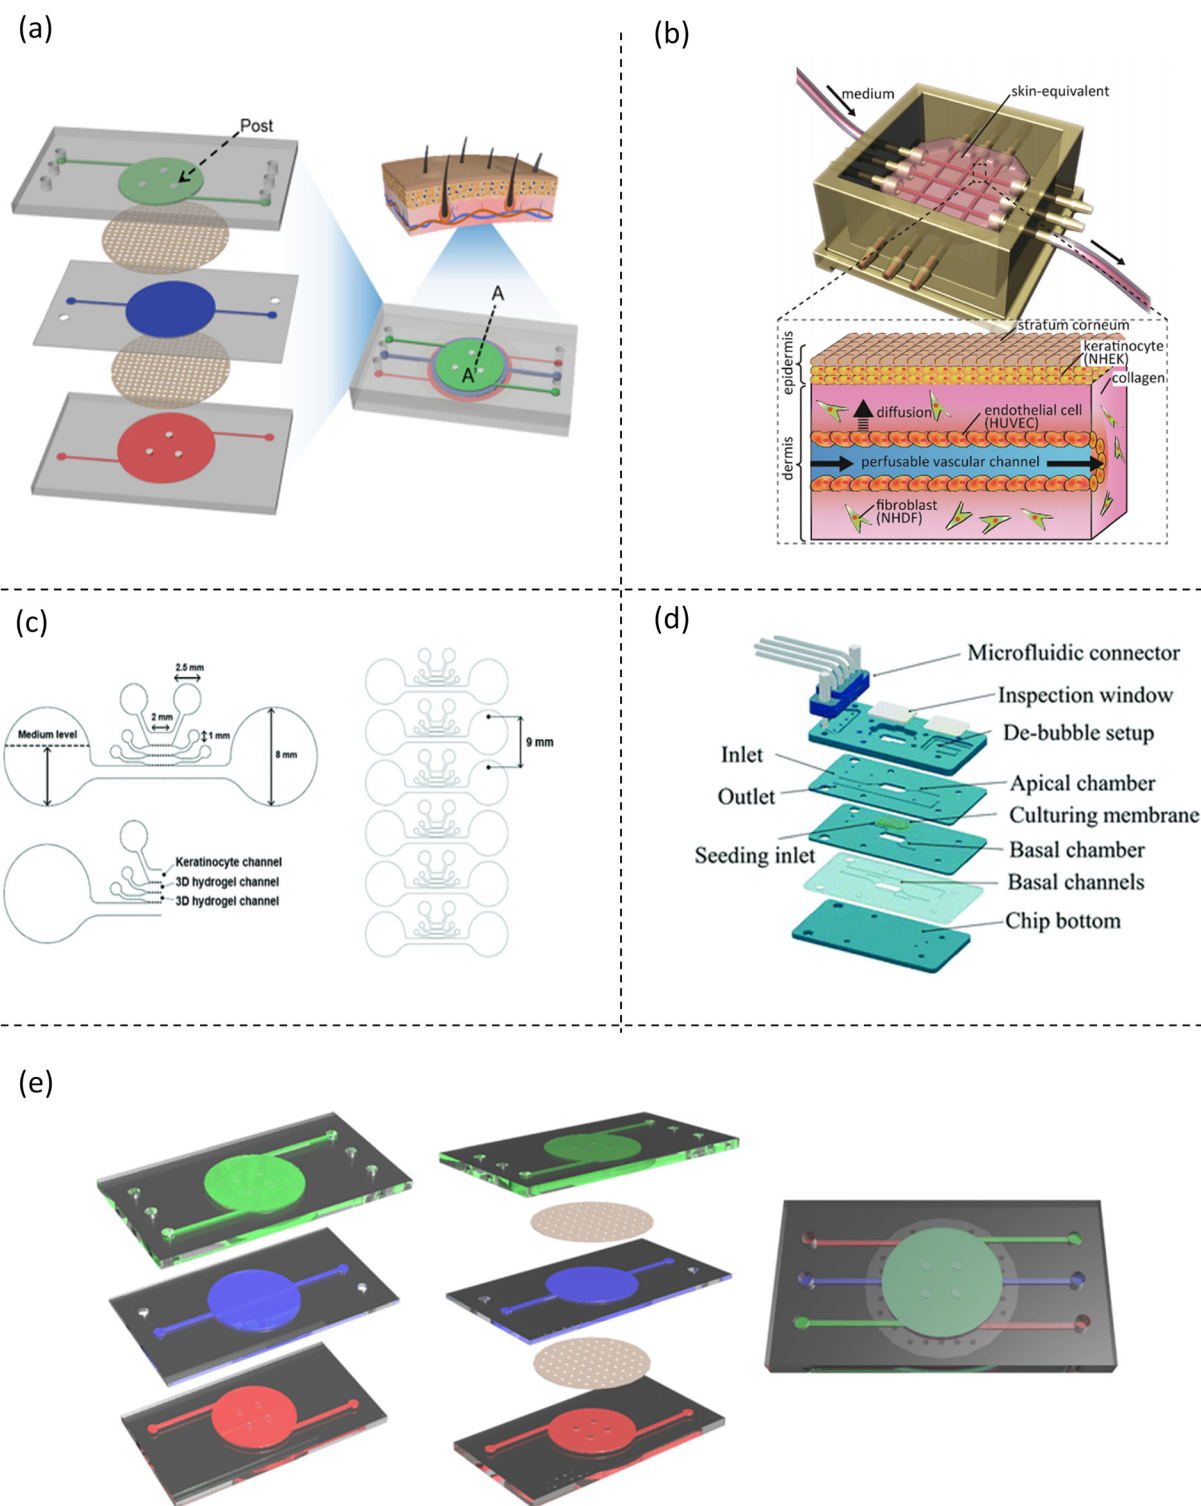 (a)
Post
A
A'
(b)
medium
skin-equivalent
stratum corneum
epidermis
keratinocyte
(NHEK)
collagen
diffusion
endothelial cell
(HUVEC)
dermis
perfusable vascular channel
fibroblast
(NHDF)
(c)
2.5 mm
2 mm
1 mm
Medium level
8 mm
9 mm
Keratinocyte channel
3D hydrogel channel
3D hydrogel channel
(d)
Microfluidic connector
Inspection window
De-bubble setup
Inlet
Apical chamber
Outlet
Culturing membrane
Seeding inlet
Basal chamber
Basal channels
Chip bottom
(e)